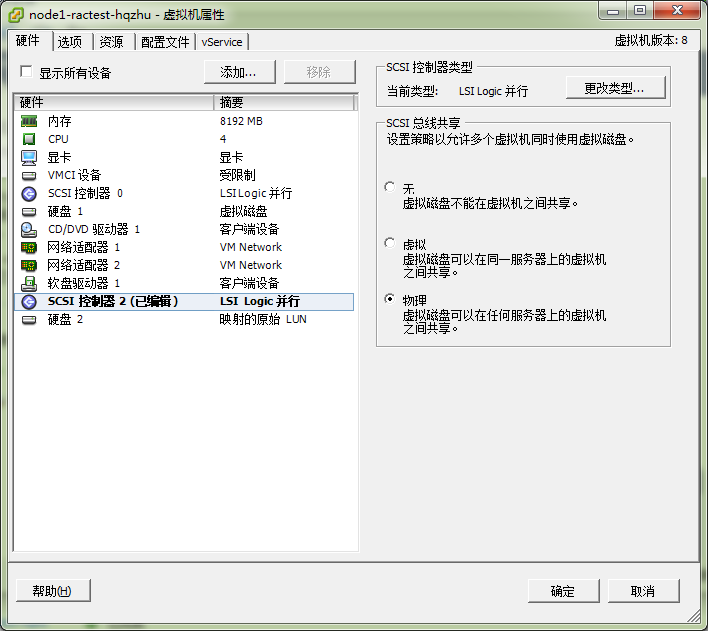 node1-ractest-hqzhu - 虚拟机属性
硬件 选项 资源 配置文件 vService 虚拟机版本: 8
显示所有设备 添加... 移除
硬件 摘要
内存 8192 MB
CPU 4
显卡 显卡
VMCI 设备 受限制
SCSI 控制器 0 LSI Logic 并行
硬盘 1 虚拟磁盘
CD/DVD 驱动器 1 客户端设备
网络适配器 1 VM Network
网络适配器 2 VM Network
软盘驱动器 1 客户端设备
SCSI 控制器 2 (已编辑) LSI Logic 并行
硬盘 2 映射的原始 LUN
SCSI 控制器类型
当前类型: LSI Logic 并行 更改类型...
SCSI 总线共享
设置策略以允许多个虚拟机同时使用虚拟磁盘。
无
虚拟磁盘不能在虚拟机之间共享。
虚拟
虚拟磁盘可以在同一服务器上的虚拟机
之间共享。
物理
虚拟磁盘可以在任何服务器上的虚拟机
之间共享。
帮助(H) 确定 取消